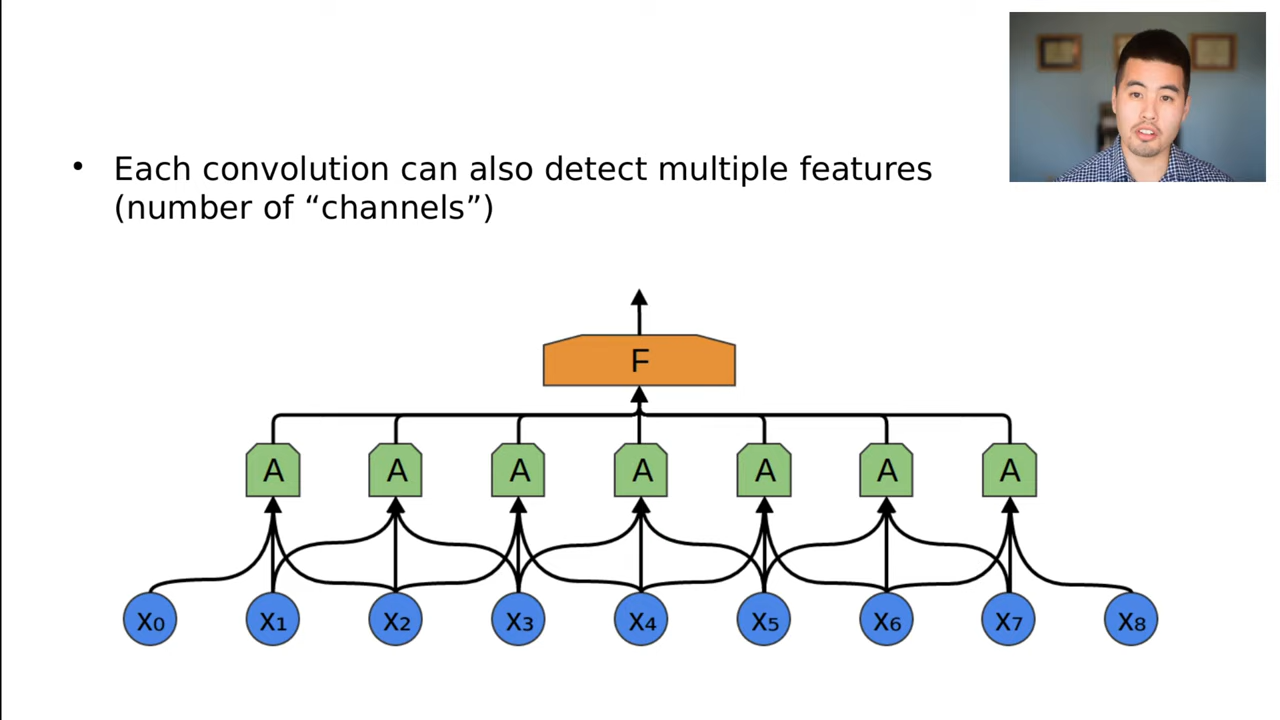 • Each convolution can also detect multiple features
(number of “channels”)
F
A A A A A A A
x₀ x₁ x₂ x₃ x₄ x₅ x₆ x₇ x₈